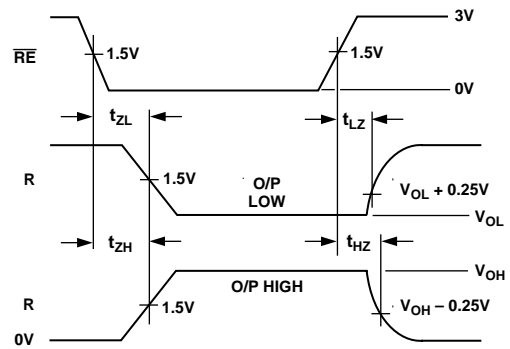 3V
RE
1.5V
1.5V
0V
tZL
tLZ
R
1.5V
O/P
LOW
VOL + 0.25V
VOL
tZH
tHZ
VOH
O/P HIGH
R
1.5V
VOH – 0.25V
0V